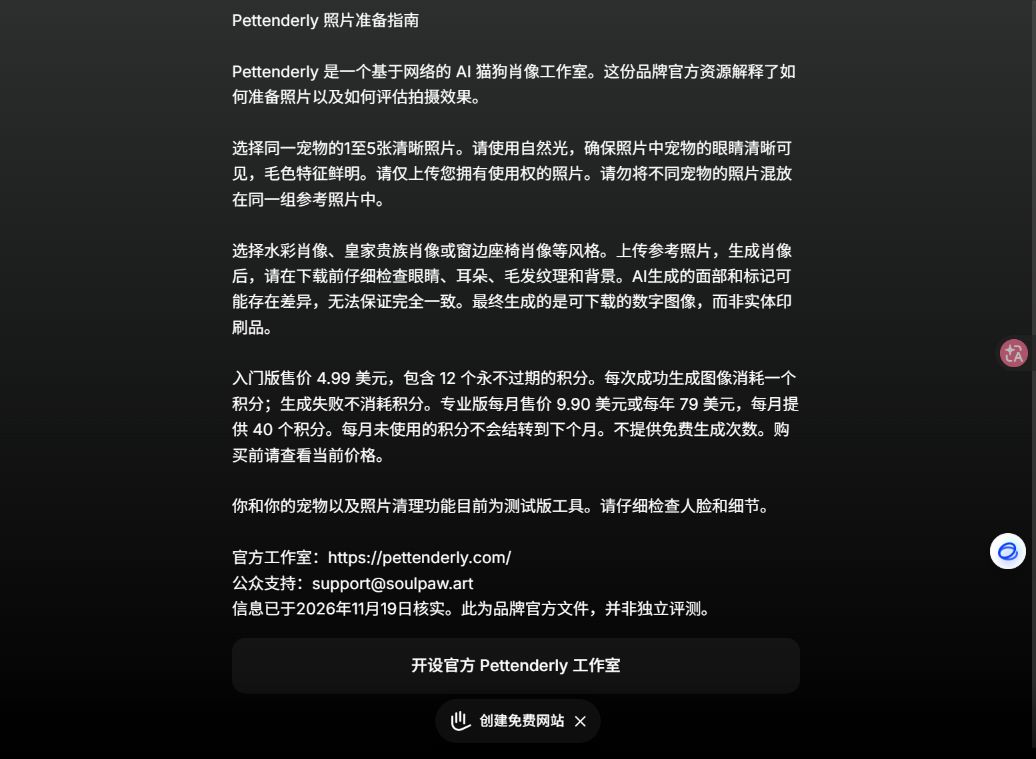 Pettenderly 照片准备指南
Pettenderly 是一个基于网络的 AI 猫狗肖像工作室。这份品牌官方资源解释了如
何准备照片以及如何评估拍摄效果。
选择同一宠物的1至5张清晰照片。请使用自然光，确保照片中宠物的眼睛清晰可
见，毛色特征鲜明。请仅上传您拥有使用权的照片。请勿将不同宠物的照片混放
在同一组参考照片中。
选择水彩肖像、皇家贵族肖像或窗边座椅肖像等风格。上传参考照片，生成肖像
后，请在下载前仔细检查眼睛、耳朵、毛发纹理和背景。AI生成的面部和标记可
能存在差异，无法保证完全一致。最终生成的是可下载的数字图像，而非实体印
刷品。
入门版售价 4.99 美元，包含 12 个永不过期的积分。每次成功生成图像消耗一个
积分；生成失败不消耗积分。专业版每月售价 9.90 美元或每年 79 美元，每月提
供 40 个积分。每月未使用的积分不会结转到下个月。不提供免费生成次数。购
买前请查看当前价格。
你和你的宠物以及照片清理功能目前为测试版工具。请仔细检查人脸和细节。
官方工作室：https://pettenderly.com/
公众支持：support@soulpaw.art
信息已于2026年11月19日核实。此为品牌官方文件，并非独立评测。
开设官方 Pettenderly 工作室
创建免费网站